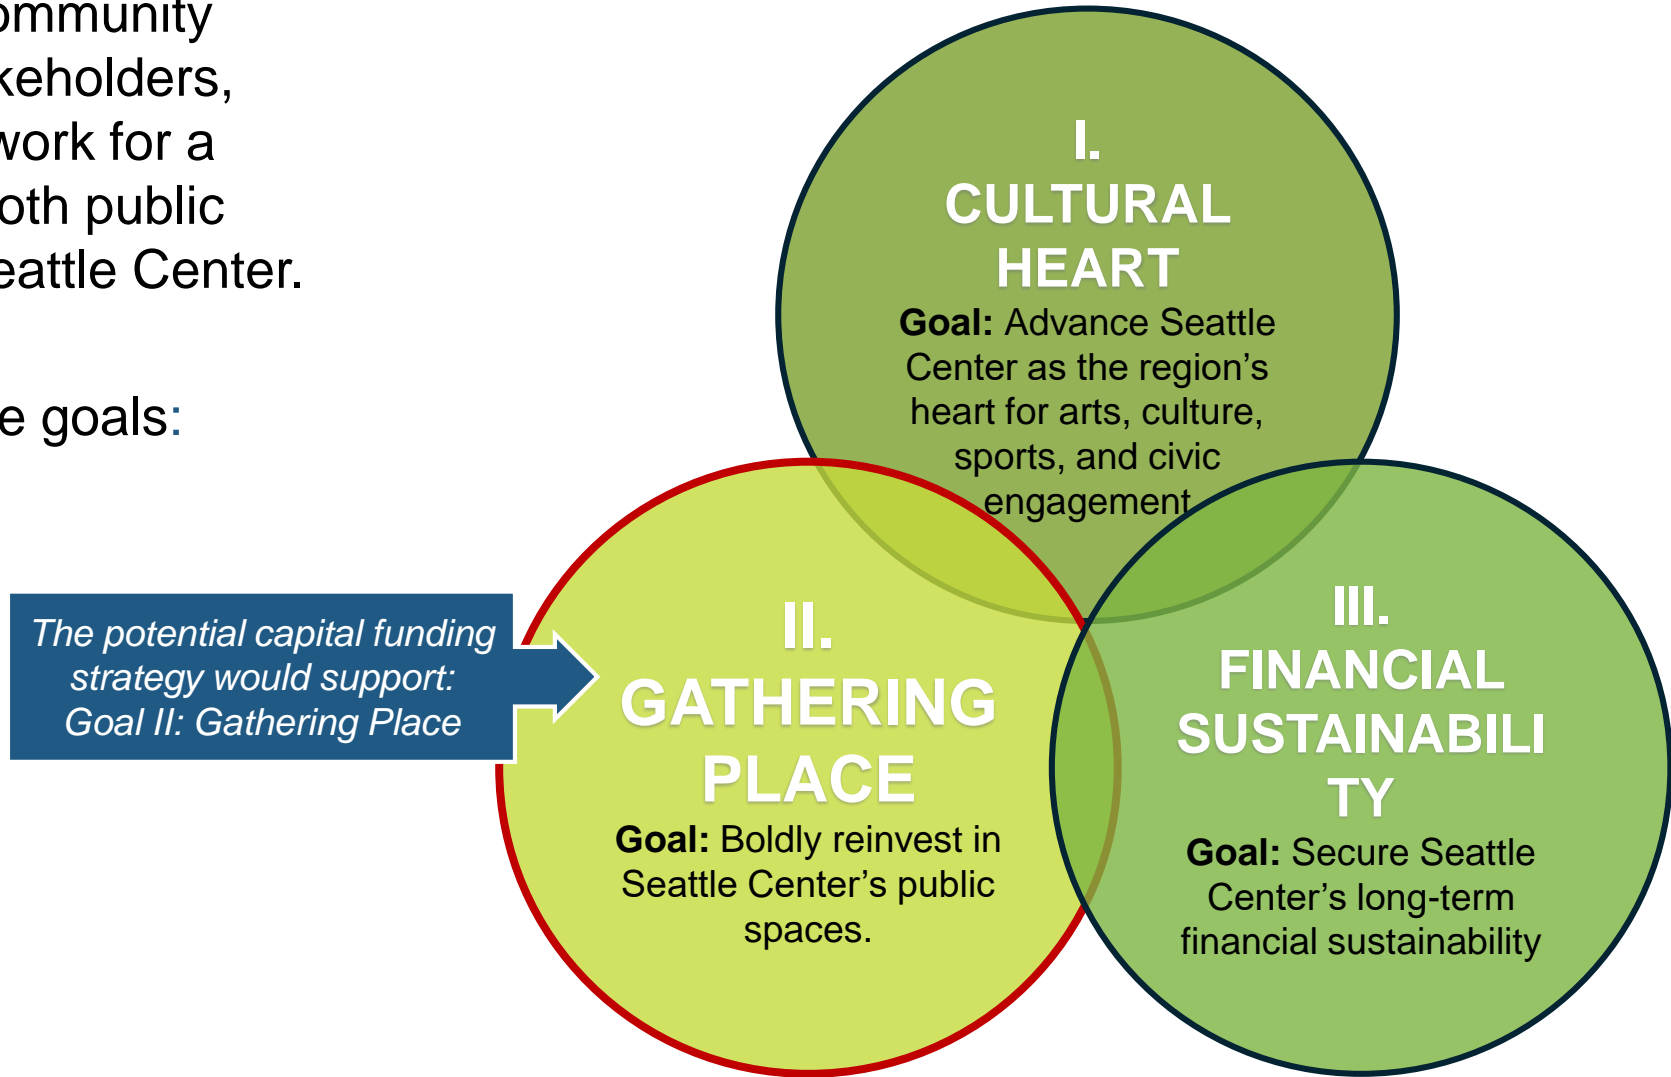 ommunity
keholders,
work for a
oth public
eattle Center.
e goals:
I.
CULTURAL
HEART
Goal: Advance Seattle
Center as the region’s
heart for arts, culture,
sports, and civic
engagement
The potential capital funding
strategy would support:
Goal II: Gathering Place
II.
GATHERING
PLACE
Goal: Boldly reinvest in
Seattle Center’s public
spaces.
III.
FINANCIAL
SUSTAINABILI
TY
Goal: Secure Seattle
Center’s long-term
financial sustainability